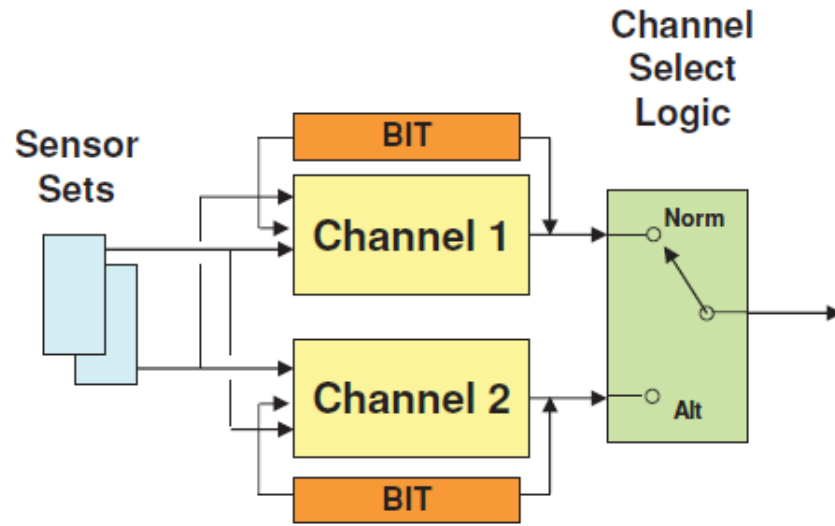 Channel
Select
Logic
Sensor
Sets
BIT
Channel 1
Norm
Channel 2
Alt
BIT